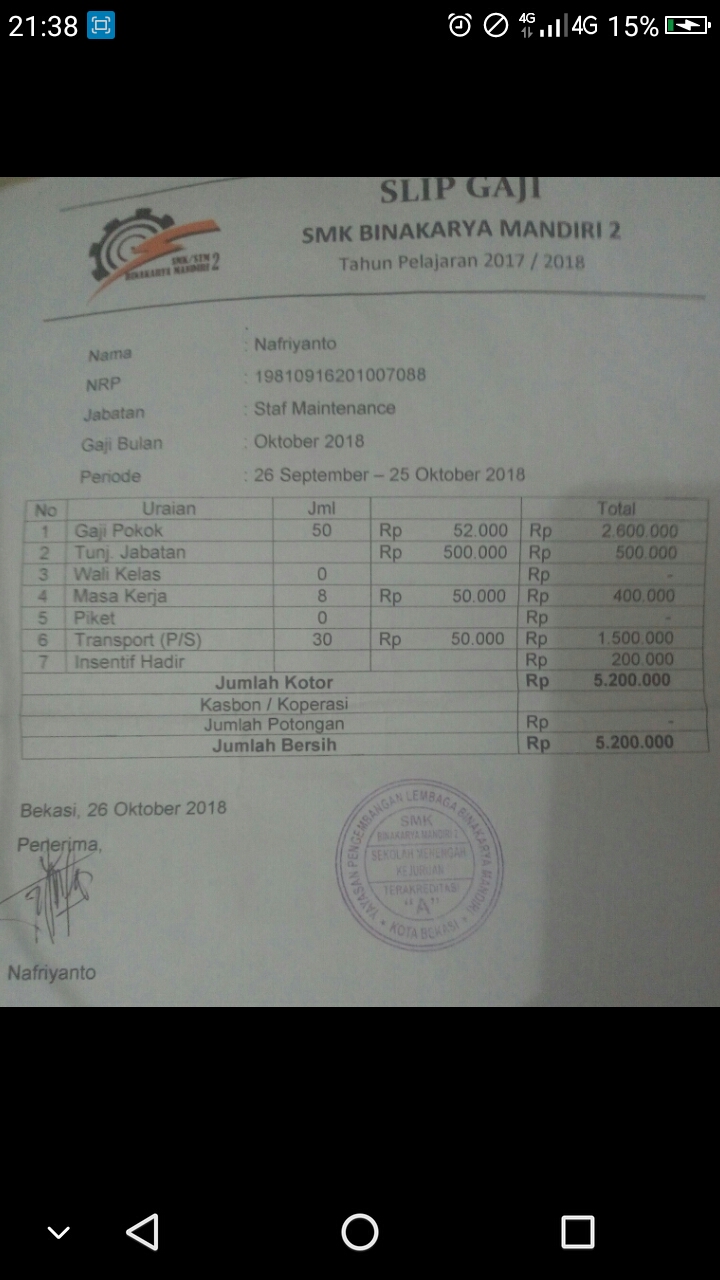 21:38 4G 4G 15%
SLIP GAJI
SMK BINAKARYA MANDIRI 2
Tahun Pelajaran 2017 / 2018
SMK/STM 2
BINAKARYA MANDIRI
Nama : Nafriyanto
NRP : 19810916201007088
Jabatan : Staf Maintenance
Gaji Bulan : Oktober 2018
Periode : 26 September – 25 Oktober 2018
No Uraian Jml Total
1 Gaji Pokok 50 Rp 52.000 Rp 2.600.000
2 Tunj. Jabatan Rp 500.000 Rp 500.000
3 Wali Kelas 0 Rp -
4 Masa Kerja 8 Rp 50.000 Rp 400.000
5 Piket 0 Rp -
6 Transport (P/S) 30 Rp 50.000 Rp 1.500.000
7 Insentif Hadir Rp 200.000
Jumlah Kotor Rp 5.200.000
Kasbon / Koperasi
Jumlah Potongan Rp -
Jumlah Bersih Rp 5.200.000
Bekasi, 26 Oktober 2018
Penerima,
YAYASAN PENGEMBANGAN LEMBAGA BINAKARYA MANDIRI
SMK
BINAKARYA MANDIRI 2
SEKOLAH MENENGAH
KEJURUAN
TERAKREDITASI
"A"
KOTA BEKASI
Nafriyanto